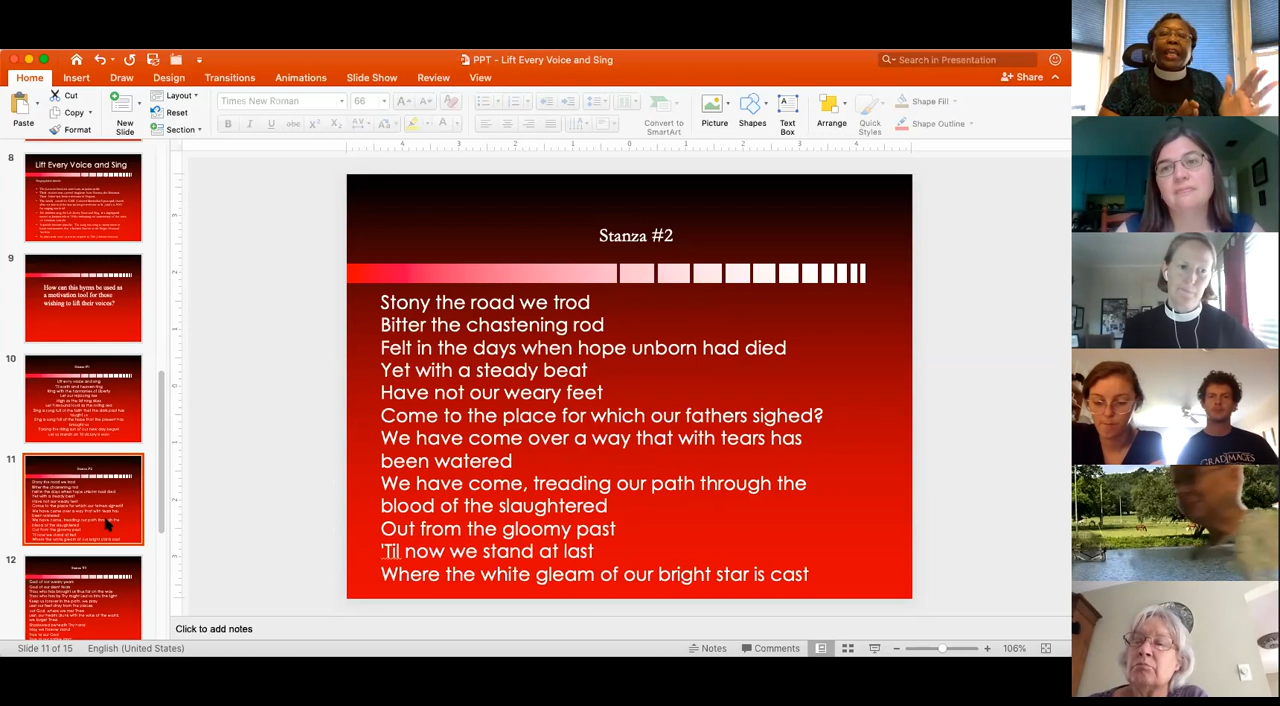 PPT - Lift Every Voice and Sing
Search in Presentation
Home Insert Draw Design Transitions Animations Slide Show Review View Share
Paste Cut Copy Format New Slide Layout Reset Section Times New Roman 66 Convert to SmartArt Picture Shapes Text Box Arrange Quick Styles Shape Fill Shape Outline
8
Lift Every Voice and Sing
9
How can this hymn be used
as a motivation tool for those
wishing to lift their voices?
10
11
Stanza #2
12
Stanza #2
Stony the road we trod
Bitter the chastening rod
Felt in the days when hope unborn had died
Yet with a steady beat
Have not our weary feet
Come to the place for which our fathers sighed?
We have come over a way that with tears has
been watered
We have come, treading our path through the
blood of the slaughtered
Out from the gloomy past
'Til now we stand at last
Where the white gleam of our bright star is cast
Click to add notes
Slide 11 of 15 English (United States) Notes Comments 106%
GRADIMAGES